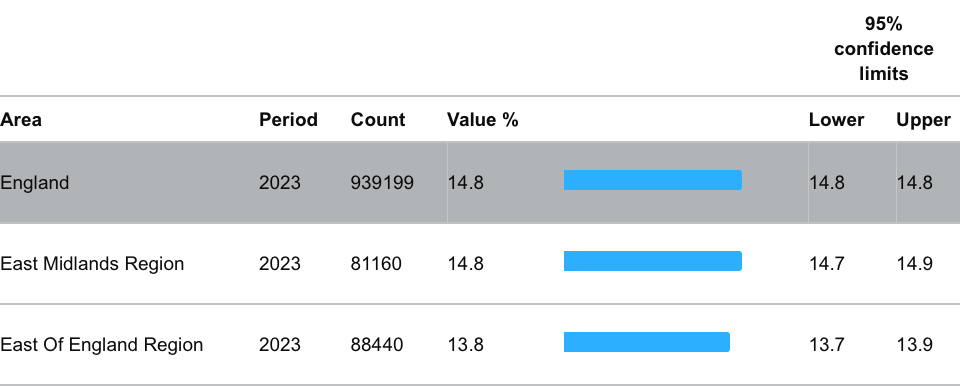 95%
confidence
limits
Area Period Count Value % Lower Upper
England 2023 939199 14.8 14.8 14.8
East Midlands Region 2023 81160 14.8 14.7 14.9
East Of England Region 2023 88440 13.8 13.7 13.9